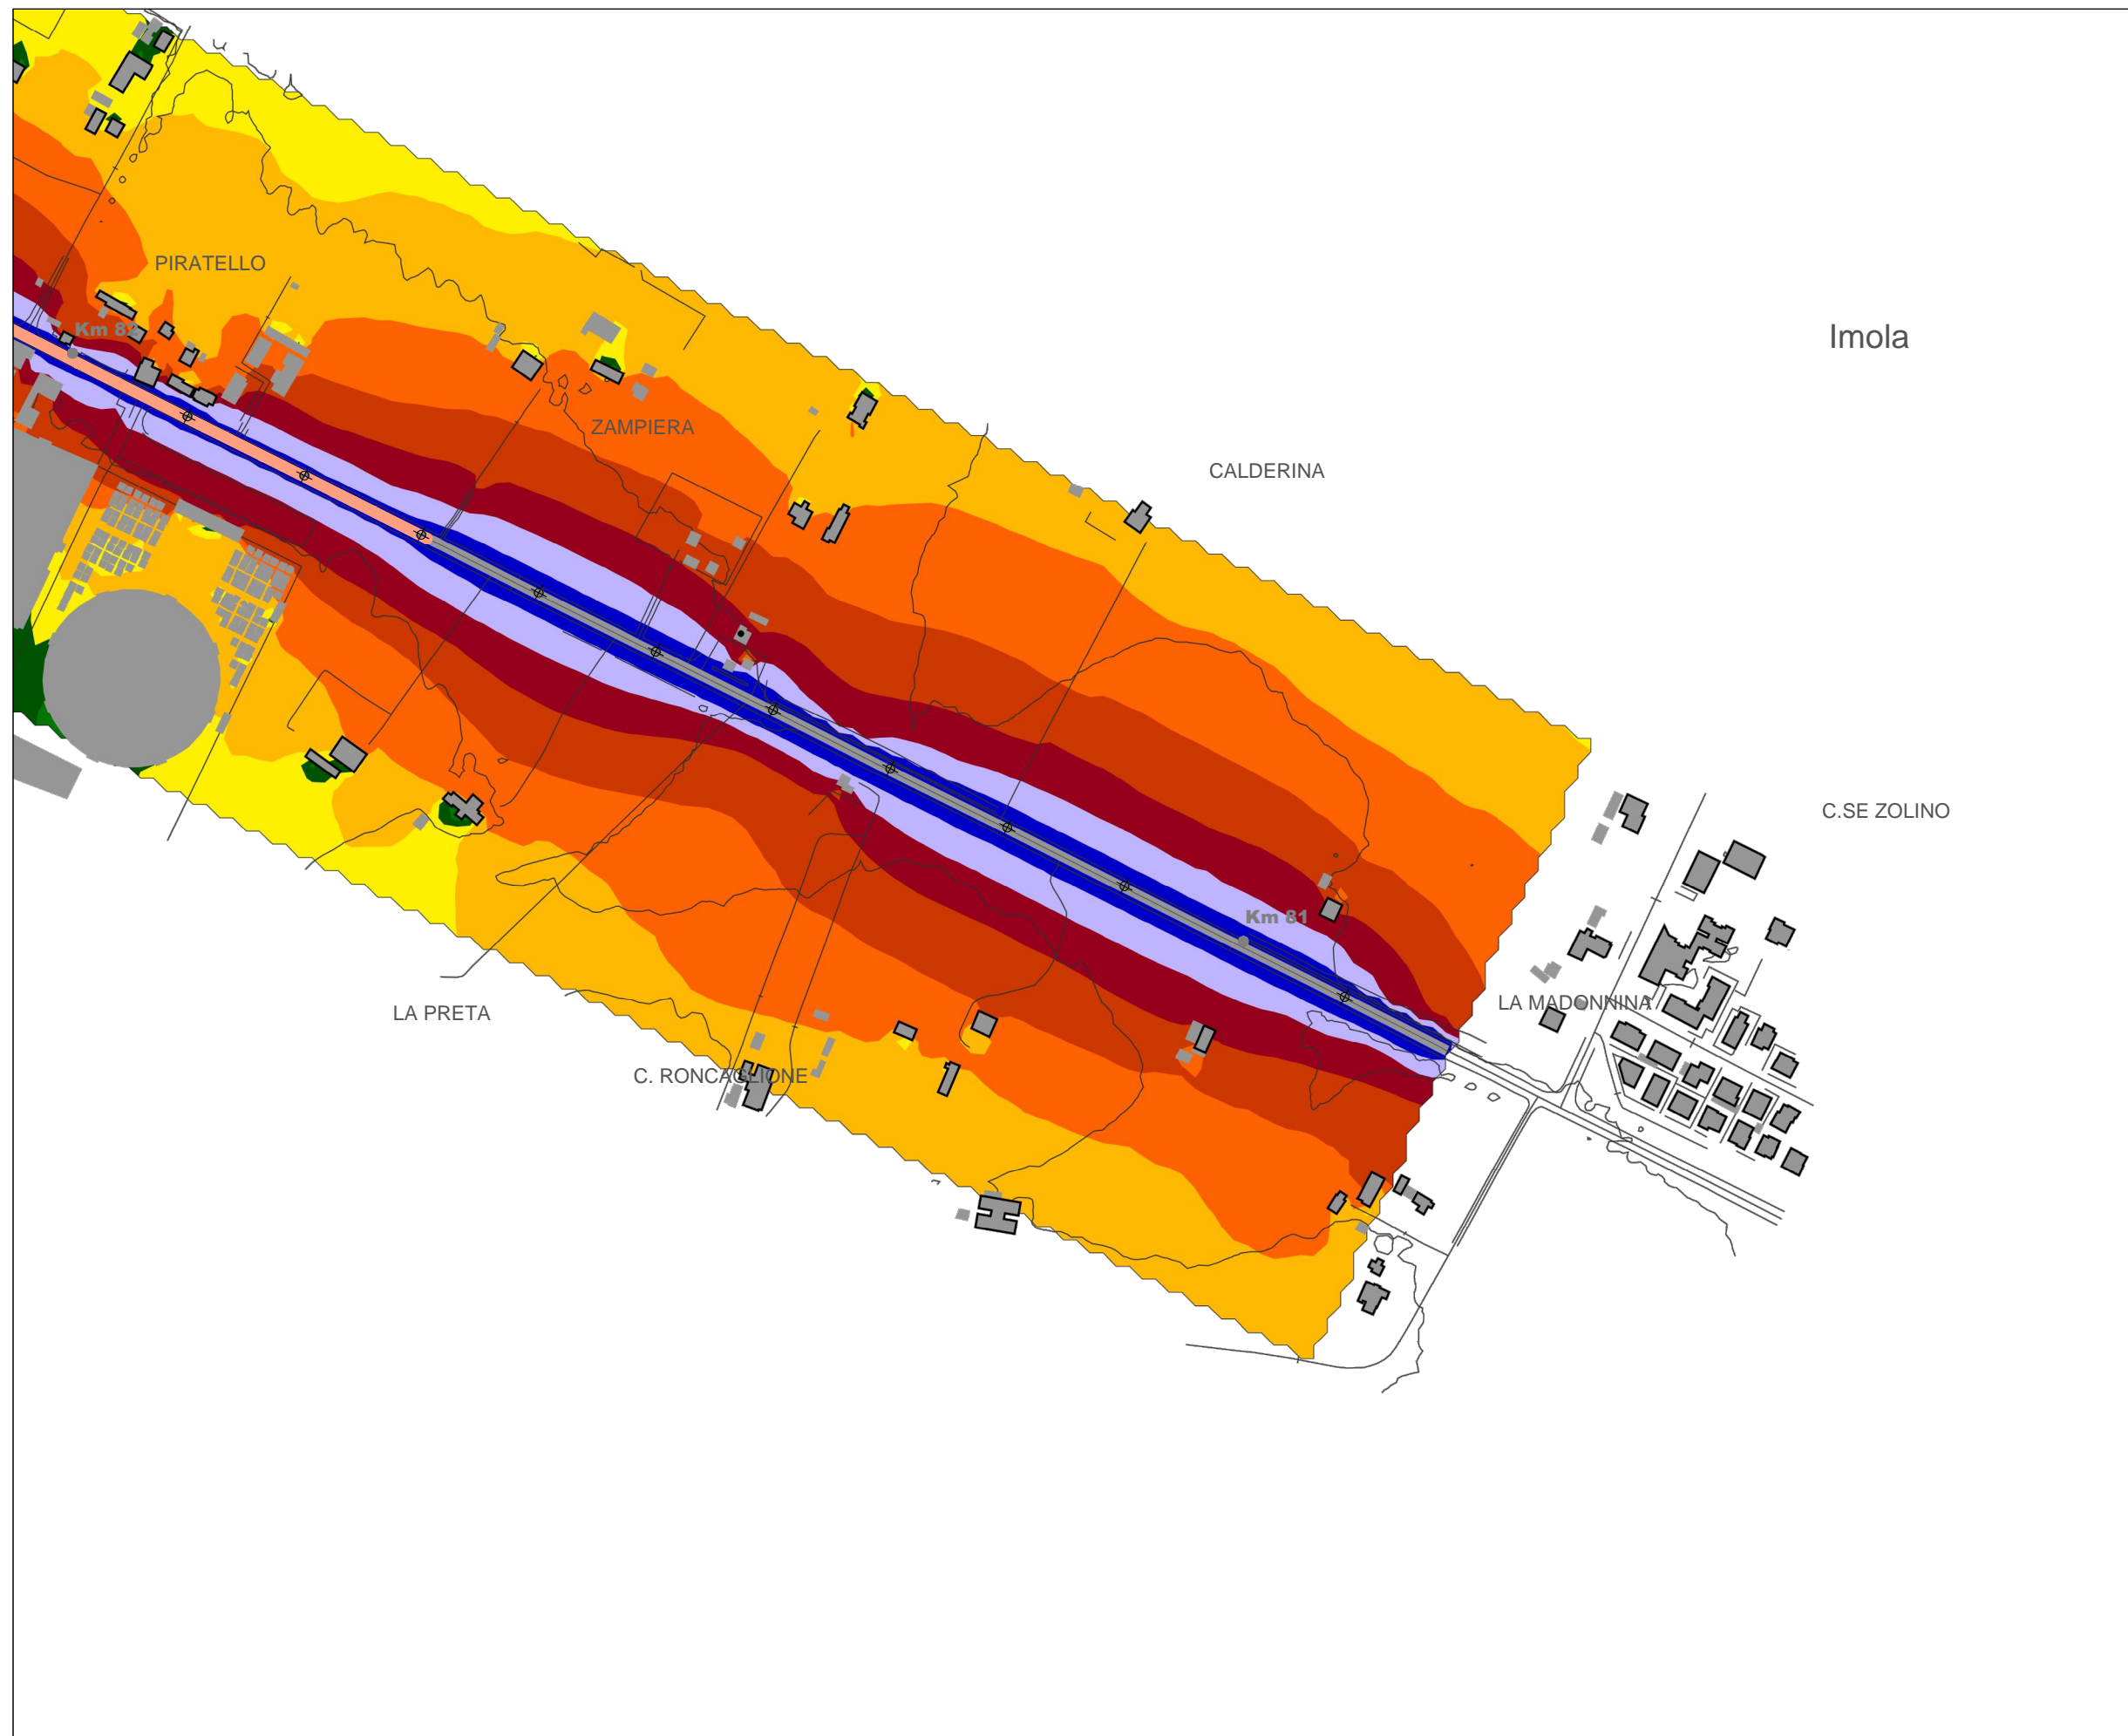 PIRATELLO
Km 82
Imola
ZAMPIERA
CALDERINA
C.SE ZOLINO
Km 81
LA MADONNINA
LA PRETA
C. RONCAGLIONE